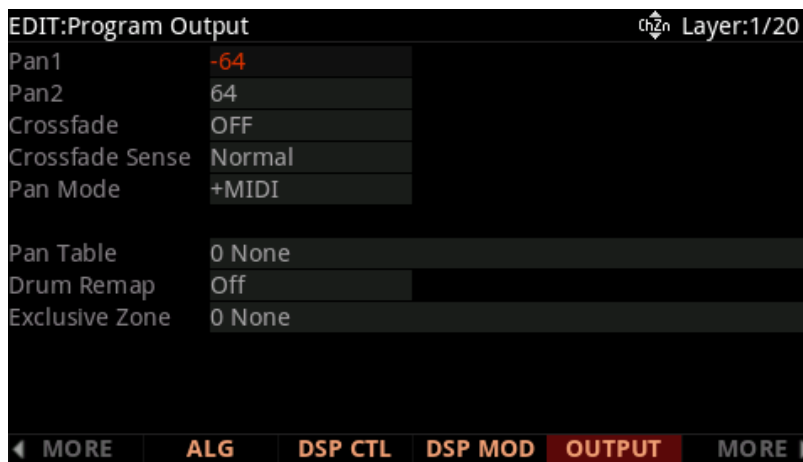 EDIT:Program Output ChZn Layer:1/20
Pan1 -64
Pan2 64
Crossfade OFF
Crossfade Sense Normal
Pan Mode +MIDI
Pan Table 0 None
Drum Remap Off
Exclusive Zone 0 None
MORE ALG DSP CTL DSP MOD OUTPUT MORE